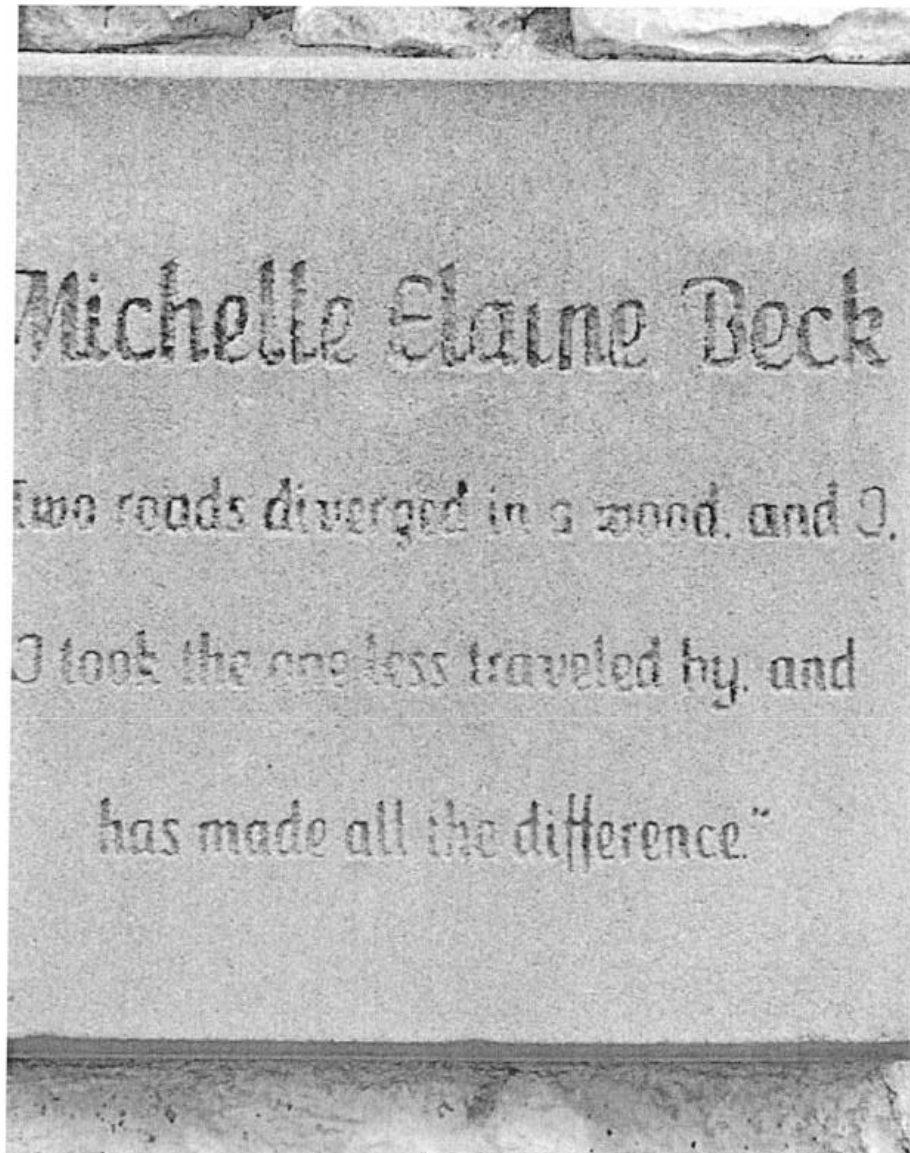 Michelle Elaine Beck
Two roads diverged in a wood, and I,
I took the one less traveled by, and
has made all the difference."